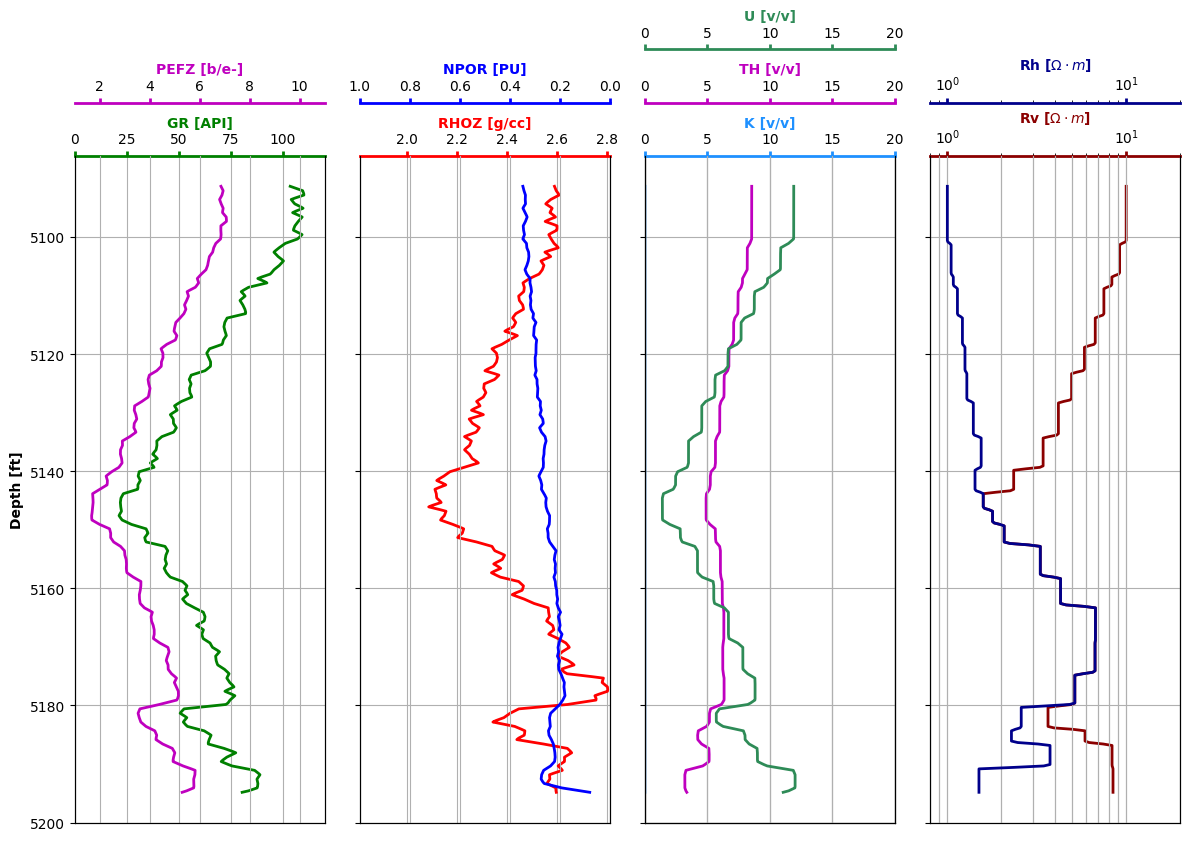 U [v/v]
0 5 10 15 20
PEFZ [b/e-] NPOR [PU] TH [v/v] Rh [Ω · m]
2 4 6 8 10 1.0 0.8 0.6 0.4 0.2 0.0 0 5 10 15 20 10⁰ 10¹
GR [API] RHOZ [g/cc] K [v/v] Rv [Ω · m]
0 25 50 75 100 2.0 2.2 2.4 2.6 2.8 0 5 10 15 20 10⁰ 10¹
5100
5120
5140
Depth [ft]
5160
5180
5200